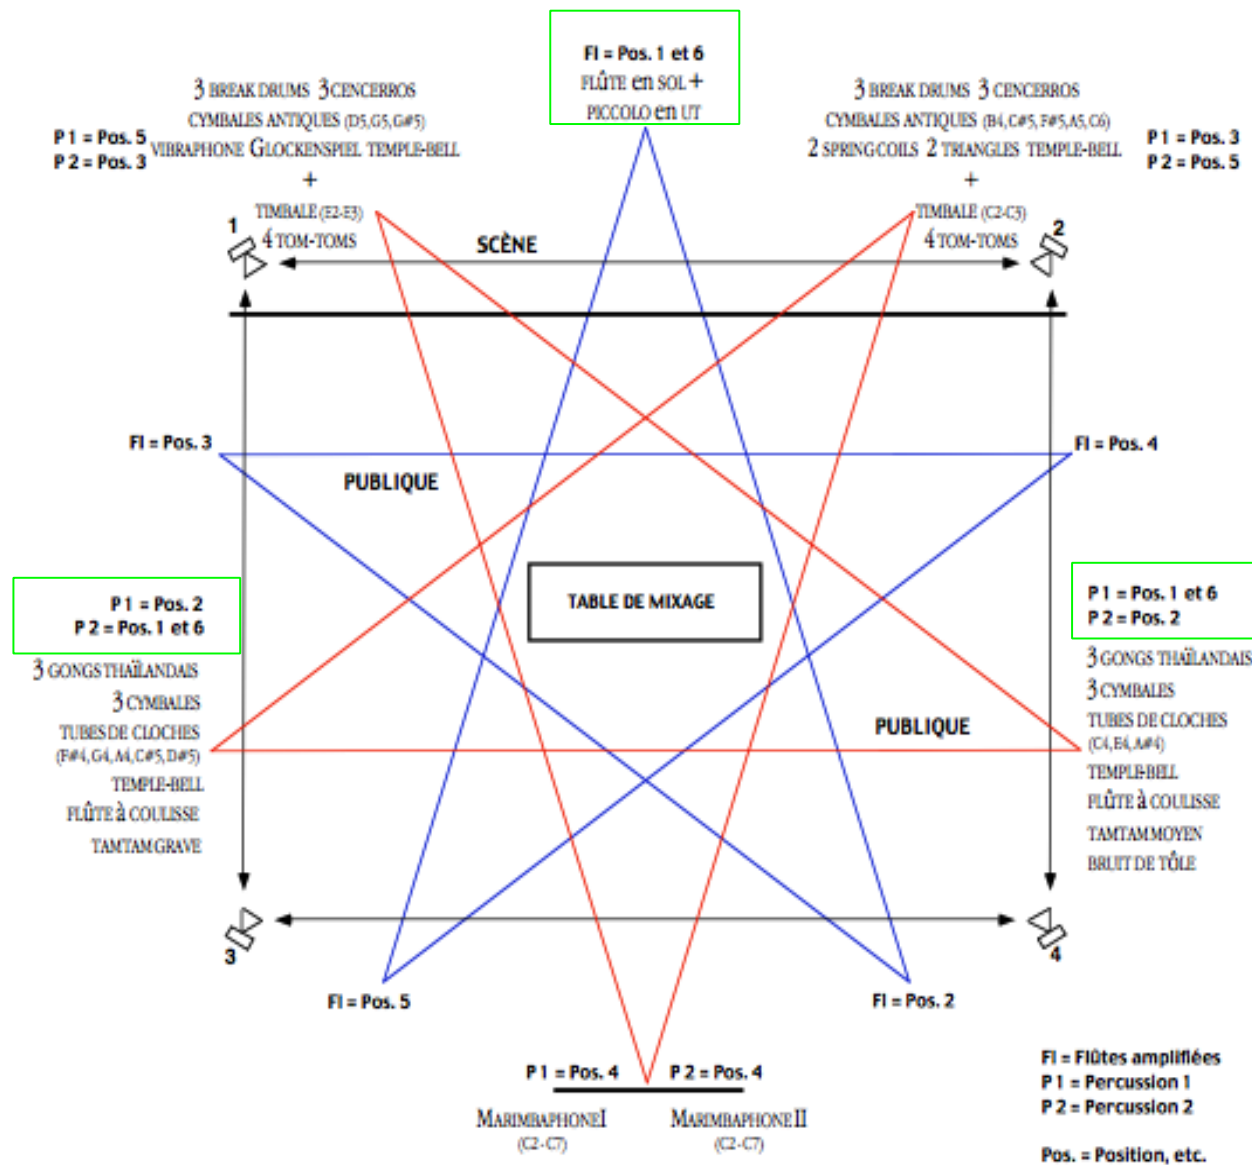 Fl = Pos. 1 et 6
FLÛTE en SOL +
PICCOLO en UT
3 BREAK DRUMS 3 CENCERROS
CYMBALES ANTIQUES (D5, G5, G#5)
P 1 = Pos. 5
P 2 = Pos. 3
VIBRAPHONE GLOCKENSPIEL TEMPLE-BELL
+
TIMBALE (E2-E3)
4 TOM-TOMS
1
3 BREAK DRUMS 3 CENCERROS
CYMBALES ANTIQUES (B4, C#5, F#5, A5, C6)
2 SPRING COILS 2 TRIANGLES TEMPLE-BELL
P 1 = Pos. 3
P 2 = Pos. 5
+
TIMBALE (C2-C3)
4 TOM-TOMS
2
SCÈNE
Fl = Pos. 3
Fl = Pos. 4
PUBLIQUE
TABLE DE MIXAGE
P 1 = Pos. 2
P 2 = Pos. 1 et 6
3 GONGS THAÏLANDAIS
3 CYMBALES
TUBES DE CLOCHES
(F#4, G4, A4, C#5, D#5)
TEMPLE-BELL
FLÛTE À COULISSE
TAMTAM GRAVE
P 1 = Pos. 1 et 6
P 2 = Pos. 2
3 GONGS THAÏLANDAIS
3 CYMBALES
TUBES DE CLOCHES
(C4, E4, A#4)
TEMPLE-BELL
FLÛTE À COULISSE
TAMTAM MOYEN
BRUIT DE TÔLE
PUBLIQUE
3
4
Fl = Pos. 5
Fl = Pos. 2
P 1 = Pos. 4
P 2 = Pos. 4
MARIMBAPHONE I
(C2-C7)
MARIMBAPHONE II
(C2-C7)
Fl = Flûtes amplifiées
P 1 = Percussion 1
P 2 = Percussion 2
Pos. = Position, etc.